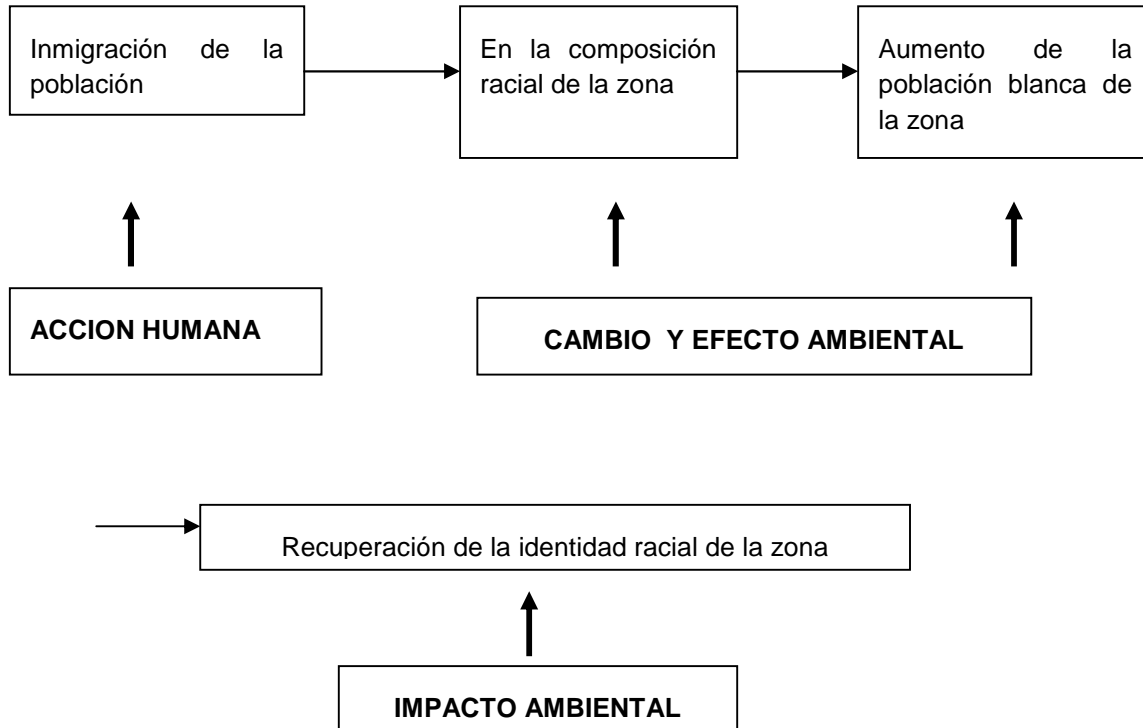 Inmigración de la
población
En la composición
racial de la zona
Aumento de la
población blanca de
la zona
ACCION HUMANA
CAMBIO Y EFECTO AMBIENTAL
Recuperación de la identidad racial de la zona
IMPACTO AMBIENTAL